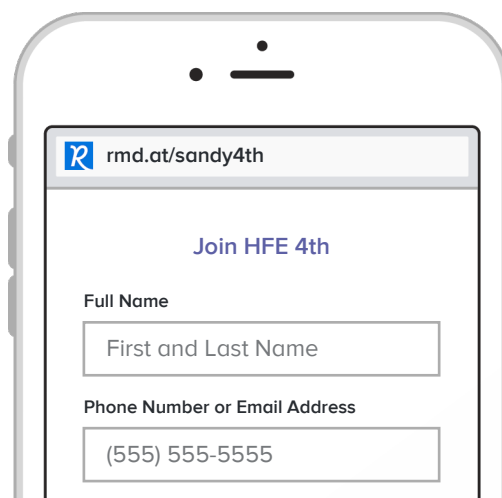 rmd.at/sandy4th
Join HFE 4th
Full Name
First and Last Name
Phone Number or Email Address
(555) 555-5555